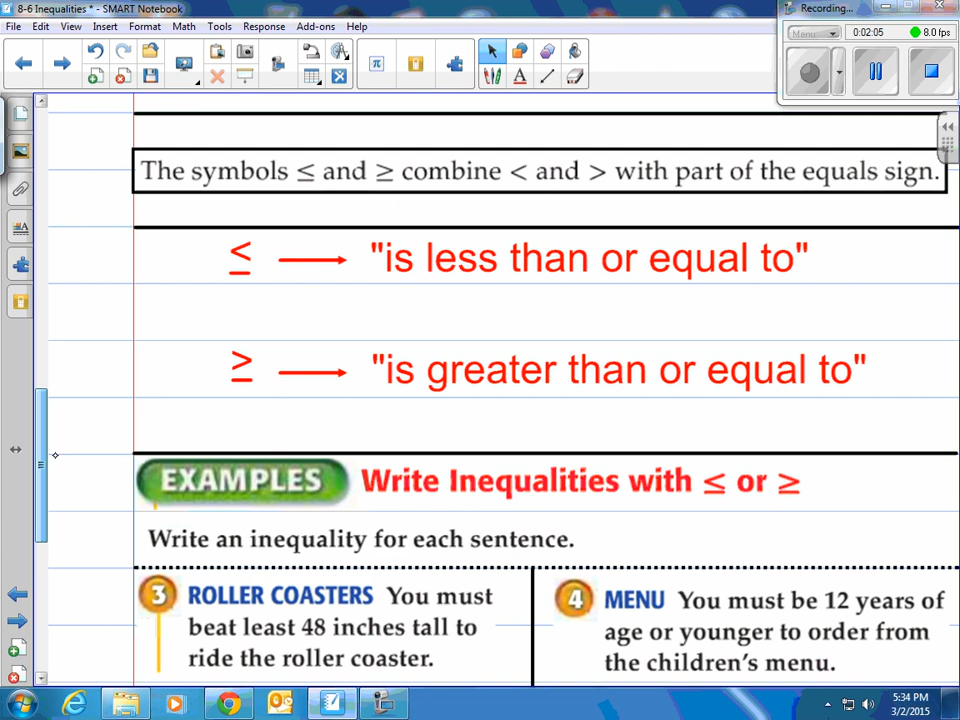 8-6 Inequalities * - SMART Notebook
Recording...
File Edit View Insert Format Math Tools Response Add-ons Help
Menu 0:02:05 8.0 fps
The symbols ≤ and ≥ combine < and > with part of the equals sign.
≤ → "is less than or equal to"
≥ → "is greater than or equal to"
EXAMPLES Write Inequalities with ≤ or ≥
Write an inequality for each sentence.
3 ROLLER COASTERS You must
beat least 48 inches tall to
ride the roller coaster.
4 MENU You must be 12 years of
age or younger to order from
the children's menu.
5:34 PM
3/2/2015